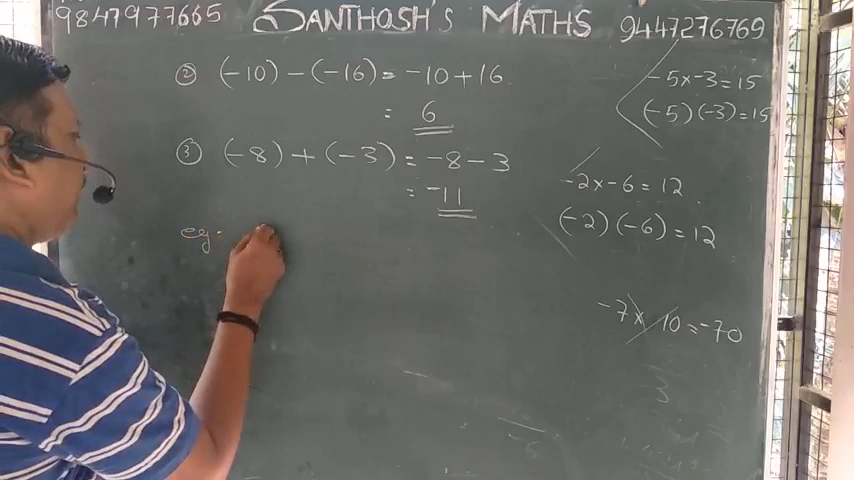 9847977665 SANTHOSH'S MATHS 9447276769
② (-10) - (-16) = -10 + 16
= 6
③ (-8) + (-3) = -8 - 3
= -11
eg:
-5 x -3 = 15
(-5)(-3) = 15
-2 x -6 = 12
(-2)(-6) = 12
-7 x 10 = -70
3